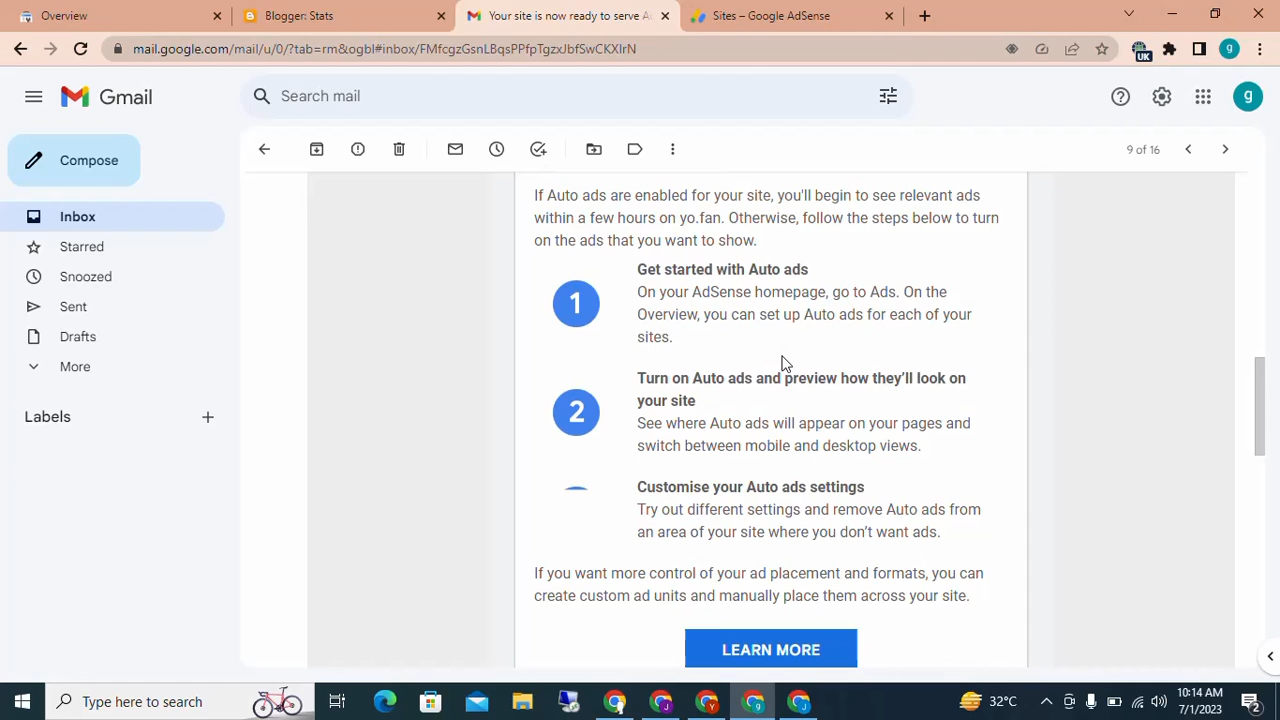 Overview
Blogger: Stats
Your site is now ready to serve A
Sites – Google AdSense
mail.google.com/mail/u/0/?tab=rm&ogbl#inbox/FMfcgzGsnLBqsPPfpTgzxJbfSwCKXlrN
UK
g
Gmail
Search mail
g
Compose
9 of 16
Inbox
Starred
Snoozed
Sent
Drafts
More
Labels
If Auto ads are enabled for your site, you'll begin to see relevant ads
within a few hours on yo.fan. Otherwise, follow the steps below to turn
on the ads that you want to show.
1
Get started with Auto ads
On your AdSense homepage, go to Ads. On the
Overview, you can set up Auto ads for each of your
sites.
2
Turn on Auto ads and preview how they’ll look on
your site
See where Auto ads will appear on your pages and
switch between mobile and desktop views.
Customise your Auto ads settings
Try out different settings and remove Auto ads from
an area of your site where you don’t want ads.
If you want more control of your ad placement and formats, you can
create custom ad units and manually place them across your site.
LEARN MORE
Type here to search
32°C
10:14 AM
7/1/2023
2